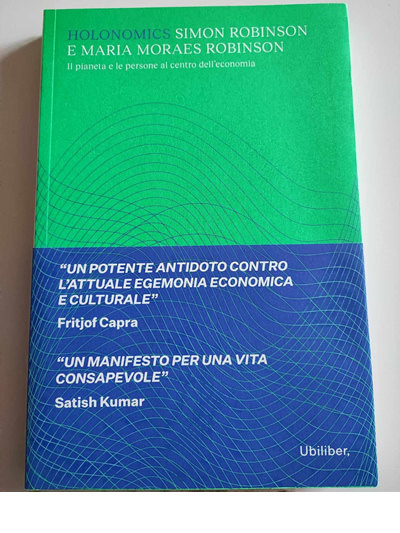 HOLONOMICS SIMON ROBINSON
E MARIA MORAES ROBINSON
Il pianeta e le persone al centro dell'economia
“UN POTENTE ANTIDOTO CONTRO
L'ATTUALE EGEMONIA ECONOMICA
E CULTURALE”
Fritjof Capra
“UN MANIFESTO PER UNA VITA
CONSAPEVOLE”
Satish Kumar
Ubiliber,